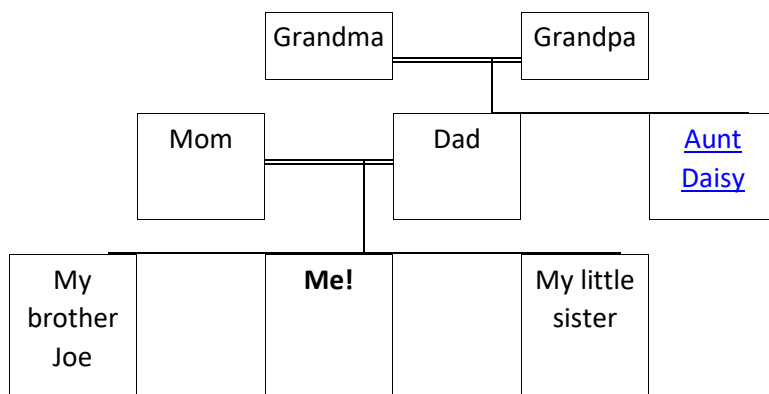 Grandma
Grandpa
Mom
Dad
Aunt
Daisy
My
brother
Joe
Me!
My little
sister